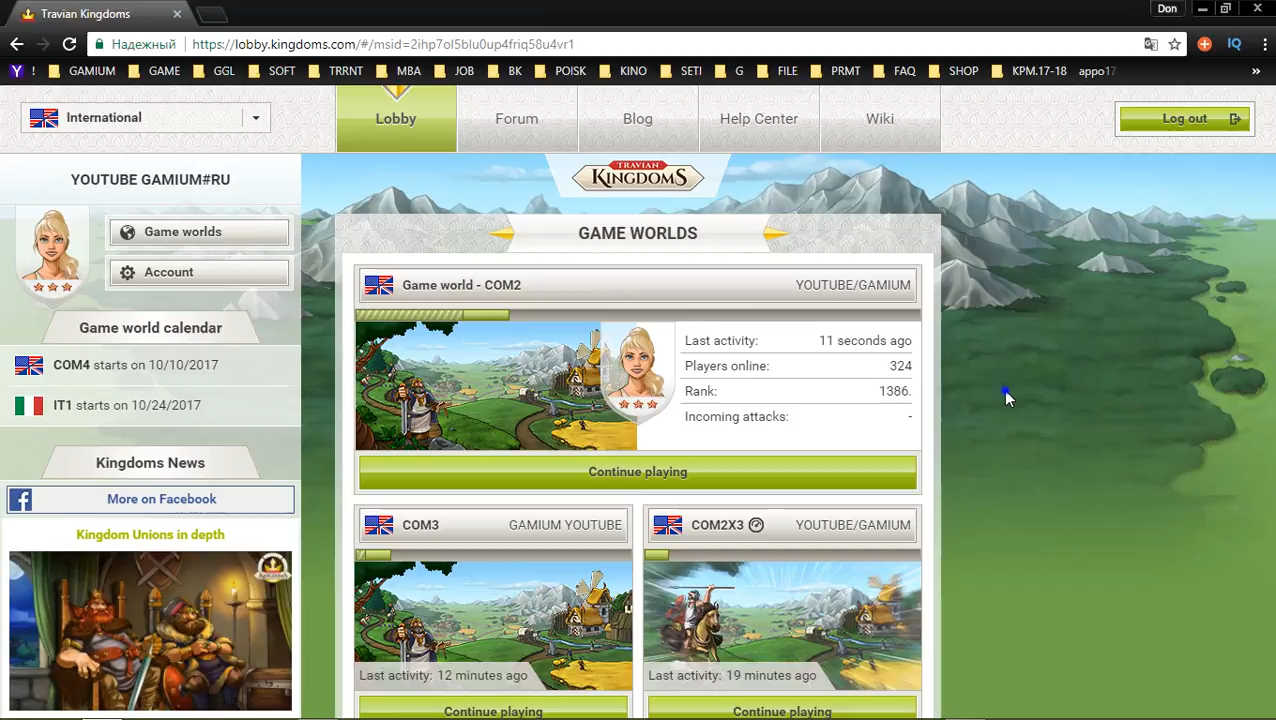 Travian Kingdoms
Don
Надежный https://lobby.kingdoms.com/#/msid=2ihp7ol5blu0up4friq58u4vr1
IQ
Y ! GAMIUM GAME GGL SOFT TRRNT MBA JOB BK POISK KINO SETI G FILE PRMT FAQ SHOP KPM.17-18 appo17 »
International
Lobby
Forum
Blog
Help Center
Wiki
Log out
YOUTUBE GAMIUM#RU
Game worlds
Account
Game world calendar
COM4 starts on 10/10/2017
IT1 starts on 10/24/2017
Kingdoms News
More on Facebook
Kingdom Unions in depth
TRAVIAN
KINGDOMS
GAME WORLDS
Game world - COM2 YOUTUBE/GAMIUM
Last activity: 11 seconds ago
Players online: 324
Rank: 1386.
Incoming attacks: -
Continue playing
COM3 GAMIUM YOUTUBE
Last activity: 12 minutes ago
Continue playing
COM2X3 YOUTUBE/GAMIUM
Last activity: 19 minutes ago
Continue playing